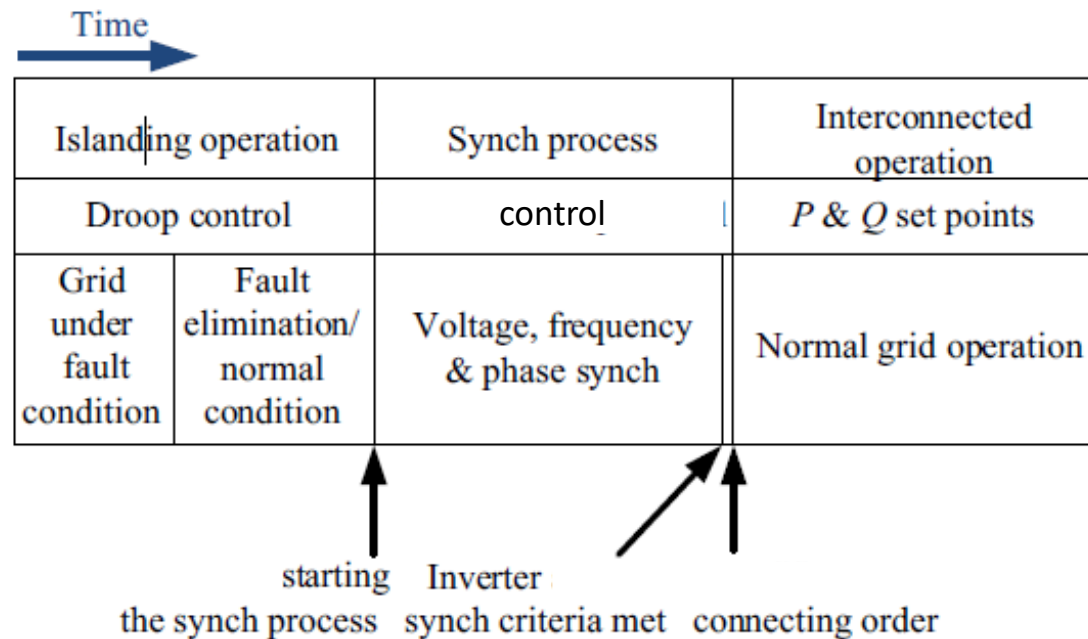 Time
Islanding operation
Synch process
Interconnected
operation
Droop control
control
P & Q set points
Grid
under
fault
condition
Fault
elimination/
normal
condition
Voltage, frequency
& phase synch
Normal grid operation
starting
the synch process
Inverter
synch criteria met
connecting order